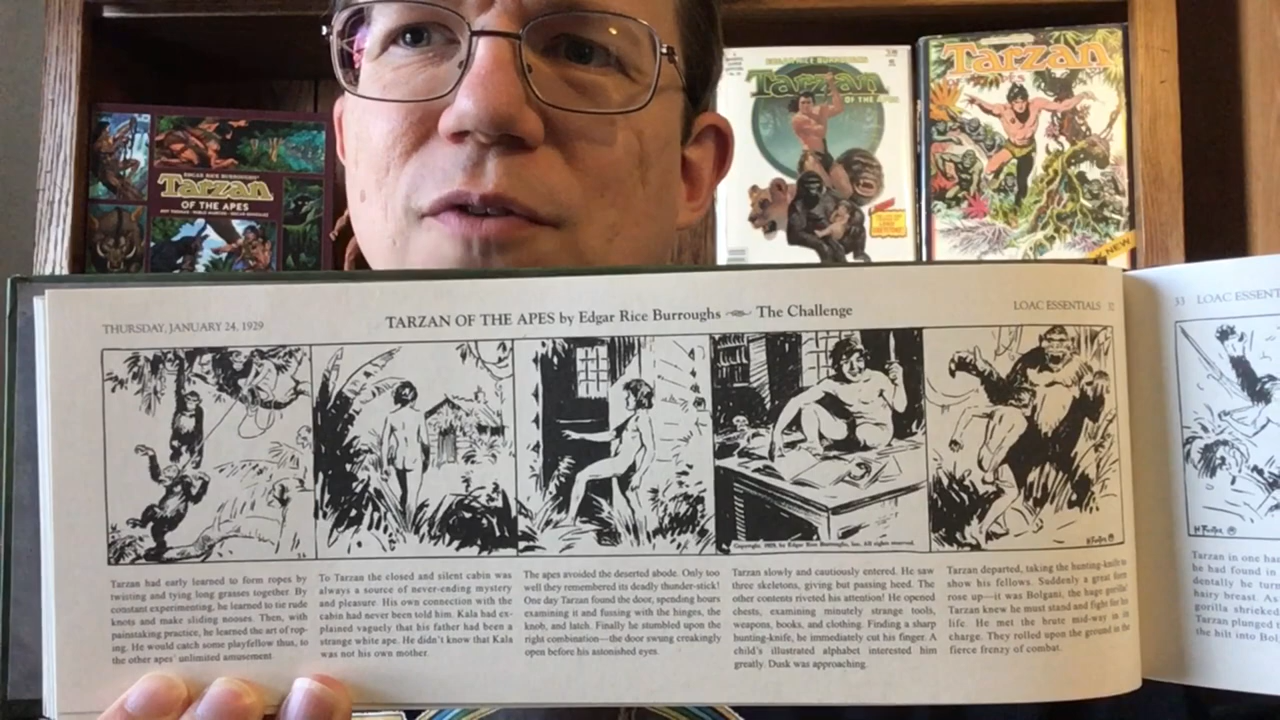 EDGAR RICE BURROUGHS'
Tarzan
OF THE APES
EDGAR RICE BURROUGHS
Tarzan
OF THE APES
Tarzan
NEW
THURSDAY, JANUARY 24, 1929
TARZAN OF THE APES by Edgar Rice Burroughs The Challenge
LOAC ESSENTIALS
Copyright, 1929, by Edgar Rice Burroughs, Inc. All rights reserved.
Tarzan had early learned to form ropes by
twisting and tying long grasses together. By
constant experimenting, he learned to tie rude
knots and make sliding nooses. Then, with
painstaking practice, he learned the art of rop-
ing. He would catch some playfellow thus, to
the other apes' unlimited amusement.
To Tarzan the closed and silent cabin was
always a source of never-ending mystery
and pleasure. His own connection with the
cabin had never been told him. Kala had ex-
plained vaguely that his father had been a
strange white ape. He didn't know that Kala
was not his own mother.
The apes avoided the deserted abode. Only too
well they remembered its deadly thunder-stick!
One day Tarzan found the door, spending hours
examining it and fussing with the hinges, the
knob, and latch. Finally he stumbled upon the
right combination—the door swung creakingly
open before his astonished eyes.
Tarzan slowly and cautiously entered. He saw
three skeletons, giving but passing heed. The
other contents riveted his attention! He opened
chests, examining minutely strange tools,
weapons, books, and clothing. Finding a sharp
hunting-knife, he immediately cut his finger. A
child's illustrated alphabet interested him
greatly. Dusk was approaching.
Tarzan departed, taking the hunting-knife to
show his fellows. Suddenly a great form
rose up—it was Bolgani, the huge gorilla!
Tarzan knew he must stand and fight for his
life. He met the brute mid-way in his
charge. They rolled upon the ground in the
fierce frenzy of combat.
53 LOAC ESSENT
Tarzan in one ha
he had found in
dentally he tur
hairy breast. As
gorilla shrieked
Tarzan plunged
the hilt into Bol